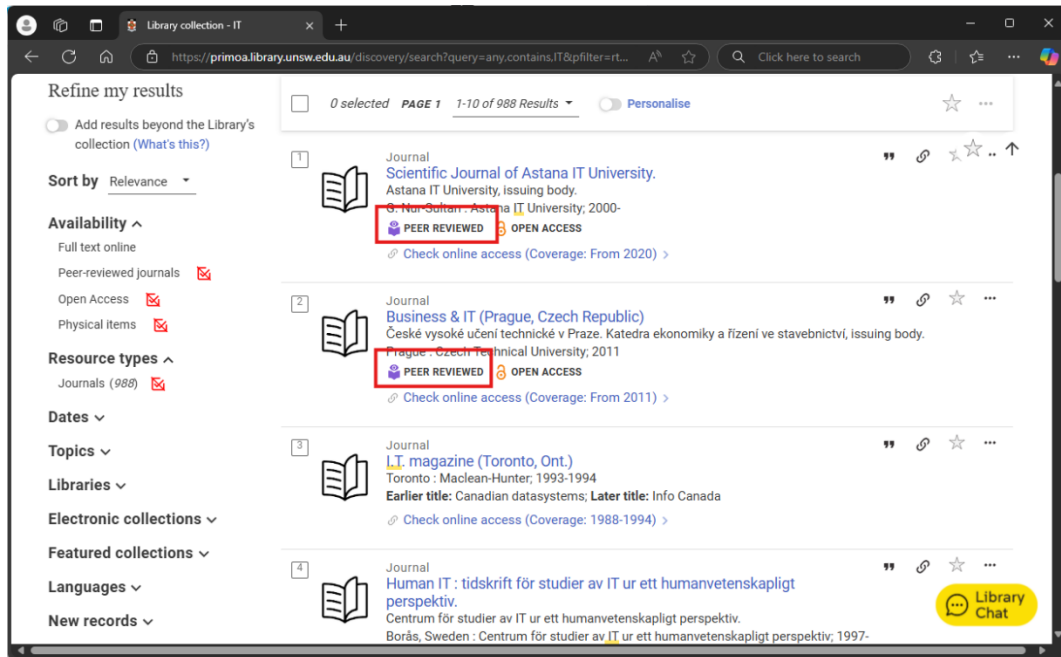 Library collection - IT
https://primoa.library.unsw.edu.au/discovery/search?query=any,contains,IT&pfilter=rt...
Click here to search
Refine my results
Add results beyond the Library's
collection (What's this?)
Sort by Relevance
Availability
Full text online
Peer-reviewed journals
Open Access
Physical items
Resource types
Journals (988)
Dates
Topics
Libraries
Electronic collections
Featured collections
Languages
New records
0 selected PAGE 1 1-10 of 988 Results Personalise
1
Journal
Scientific Journal of Astana IT University.
Astana IT University, issuing body.
G. Nur-Sultan : Astana IT University; 2000-
PEER REVIEWED OPEN ACCESS
Check online access (Coverage: From 2020)
2
Journal
Business & IT (Prague, Czech Republic)
České vysoké učení technické v Praze. Katedra ekonomiky a řízení ve stavebnictví, issuing body.
Prague : Czech Technical University; 2011
PEER REVIEWED OPEN ACCESS
Check online access (Coverage: From 2011)
3
Journal
I.T. magazine (Toronto, Ont.)
Toronto : Maclean-Hunter; 1993-1994
Earlier title: Canadian datasystems; Later title: Info Canada
Check online access (Coverage: 1988-1994)
4
Journal
Human IT : tidskrift för studier av IT ur ett humanvetenskapligt
perspektiv.
Centrum för studier av IT ur ett humanvetenskapligt perspektiv.
Borås, Sweden : Centrum för studier av IT ur ett humanvetenskapligt perspektiv; 1997-
Library
Chat